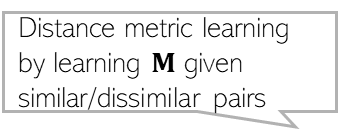 Distance metric learning
by learning M given
similar/dissimilar pairs